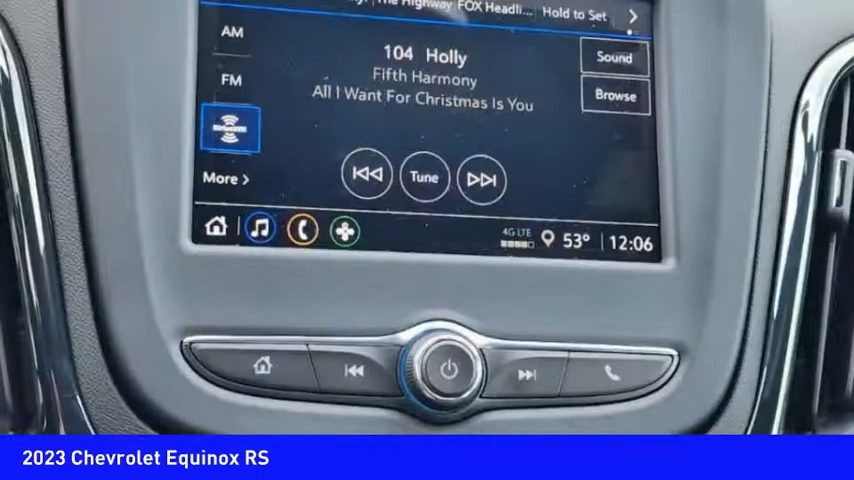 The Highway FOX Headli... Hold to Set
AM
104 Holly
Sound
Fifth Harmony
FM
All I Want For Christmas Is You
Browse
More
Tune
4G LTE
53° 12:06
2023 Chevrolet Equinox RS